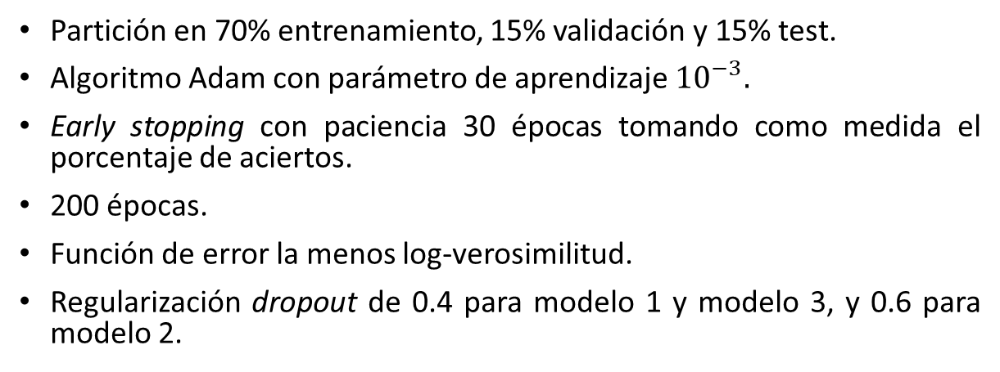 • Partición en 70% entrenamiento, 15% validación y 15% test.
• Algoritmo Adam con parámetro de aprendizaje 10⁻³.
• Early stopping con paciencia 30 épocas tomando como medida el
porcentaje de aciertos.
• 200 épocas.
• Función de error la menos log-verosimilitud.
• Regularización dropout de 0.4 para modelo 1 y modelo 3, y 0.6 para
modelo 2.